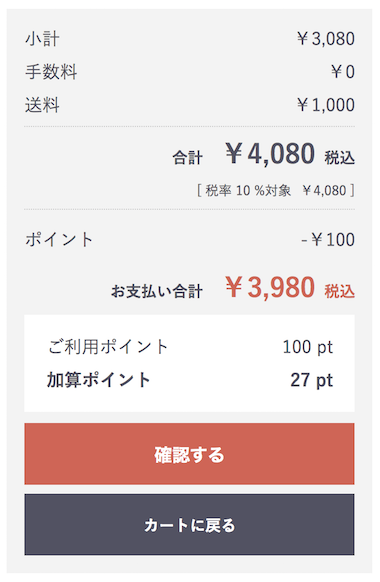 小計 ￥3,080
手数料 ￥0
送料 ￥1,000
合計 ￥4,080 税込
[ 税率 10 %対象 ￥4,080 ]
ポイント -￥100
お支払い合計 ￥3,980 税込
ご利用ポイント 100 pt
加算ポイント 27 pt
確認する
カートに戻る